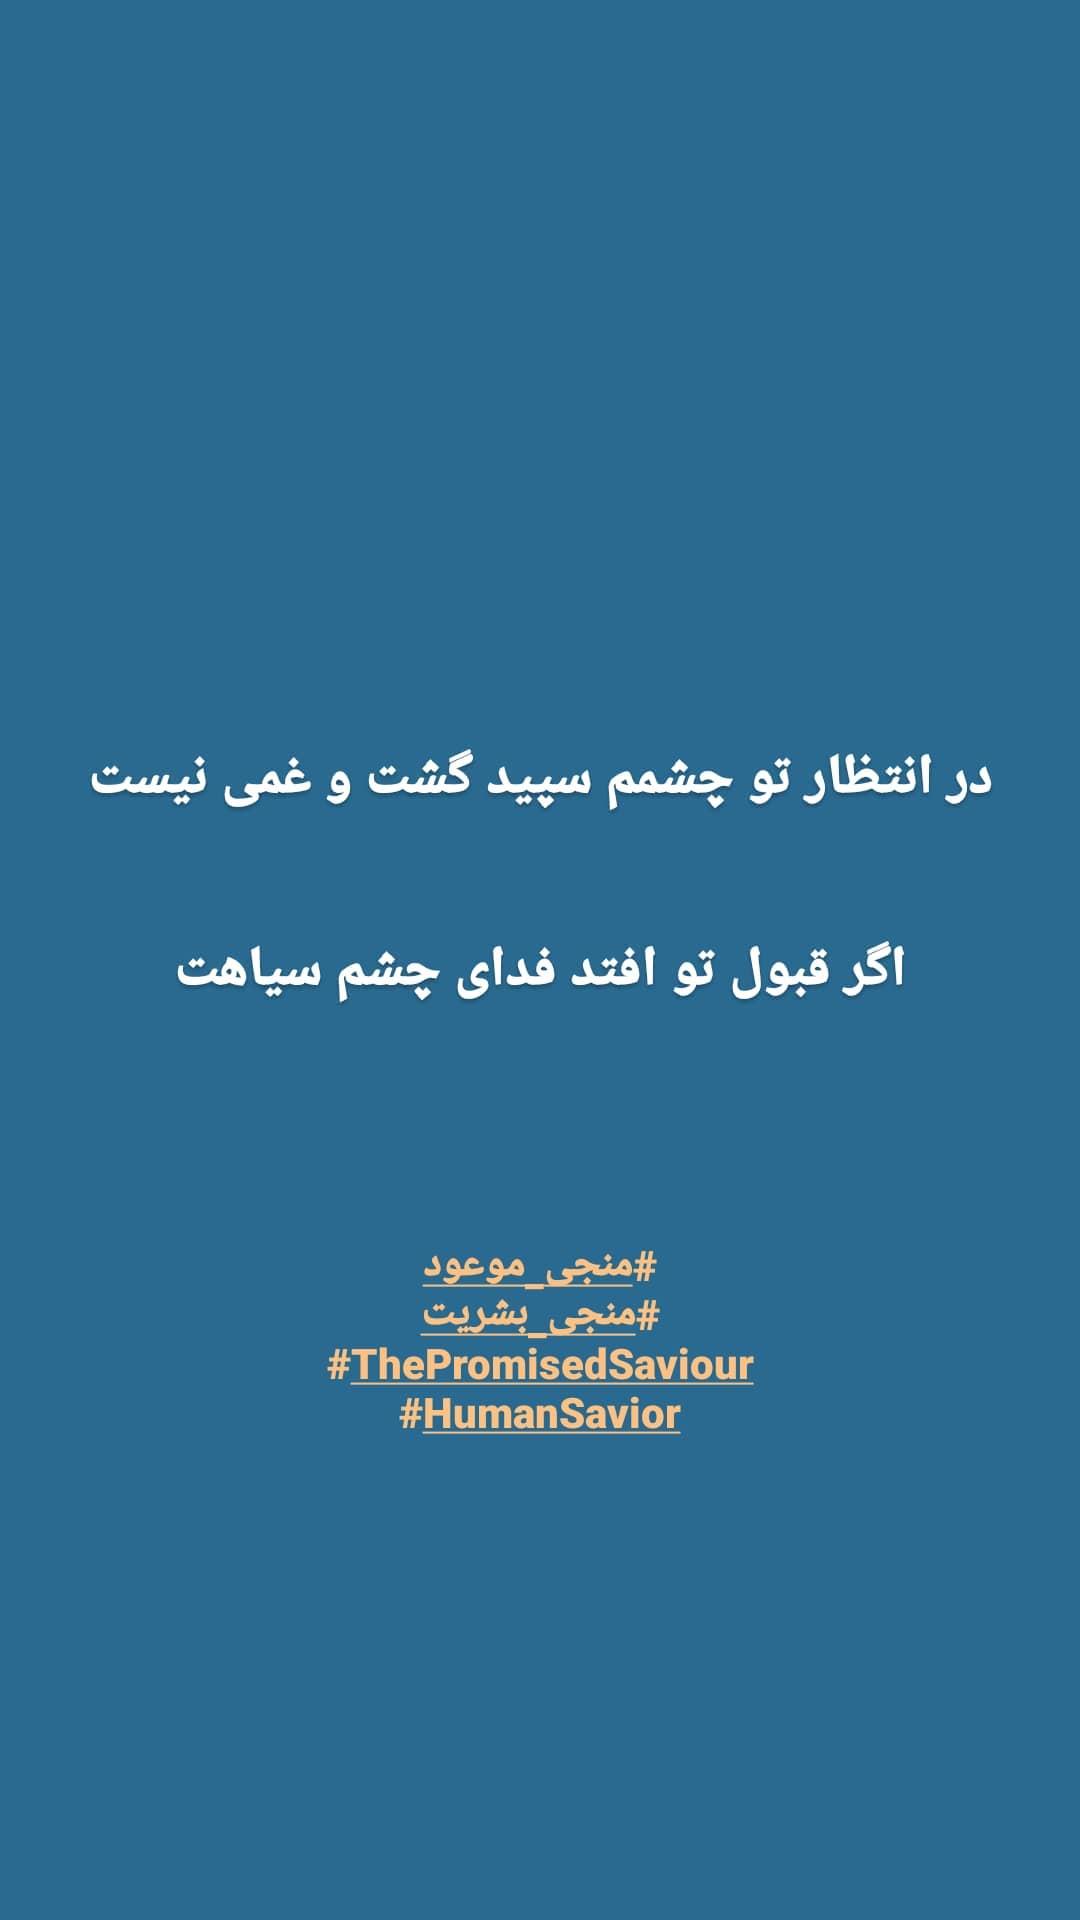 در انتظار تو چشمم سپید گشت و غمی نیست
اگر قبول تو افتد فدای چشم سیاهت
#منجی_موعود
#منجی_بشریت
#ThePromisedSaviour
#HumanSavior